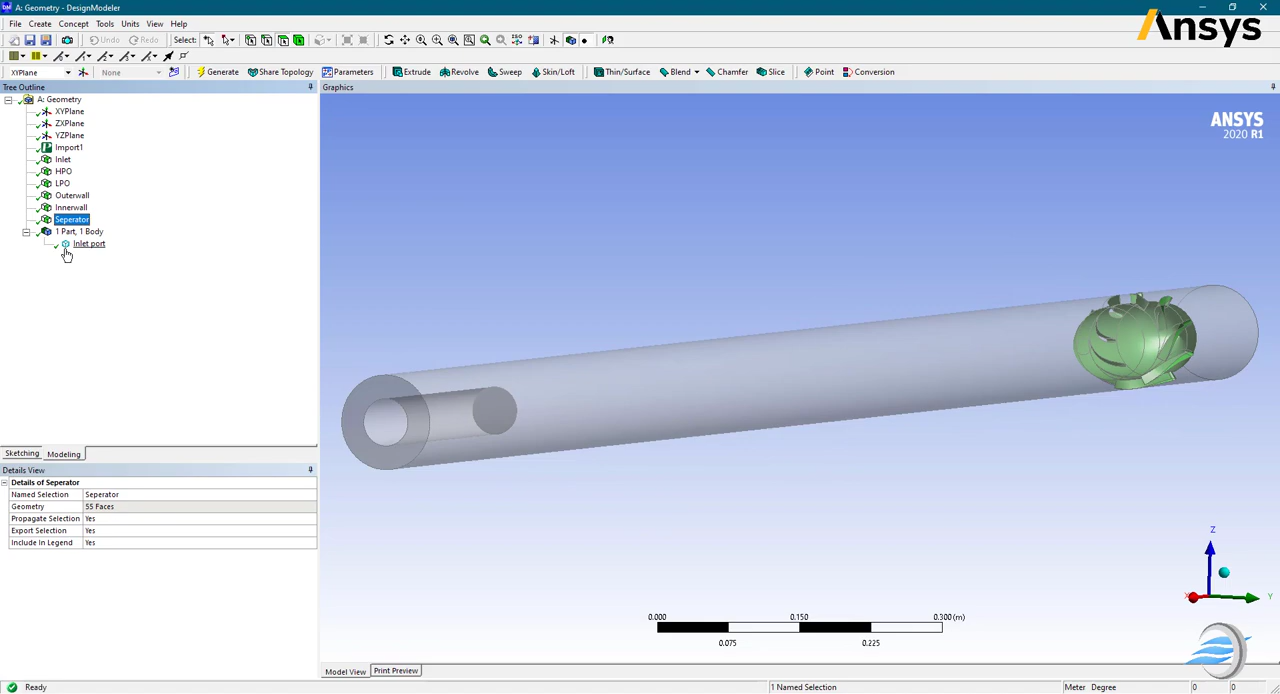 A: Geometry - DesignModeler
File Create Concept Tools Units View Help
Undo Redo Select:
XYPlane None Generate Share Topology Parameters Extrude Revolve Sweep Skin/Loft Thin/Surface Blend Chamfer Slice Point Conversion
Ansys
Tree Outline
Graphics
A: Geometry
XYPlane
ZXPlane
YZPlane
Import1
Inlet
HPO
LPO
Outerwall
Innerwall
Seperator
1 Part, 1 Body
Inlet port
ANSYS
2020 R1
Sketching Modeling
Details View
Details of Seperator
Named Selection Seperator
Geometry 55 Faces
Propagate Selection Yes
Export Selection Yes
Include In Legend Yes
0.000 0.150 0.300 (m)
0.075 0.225
Z
X
Y
Model View Print Preview
Ready 1 Named Selection Meter Degree 0 0